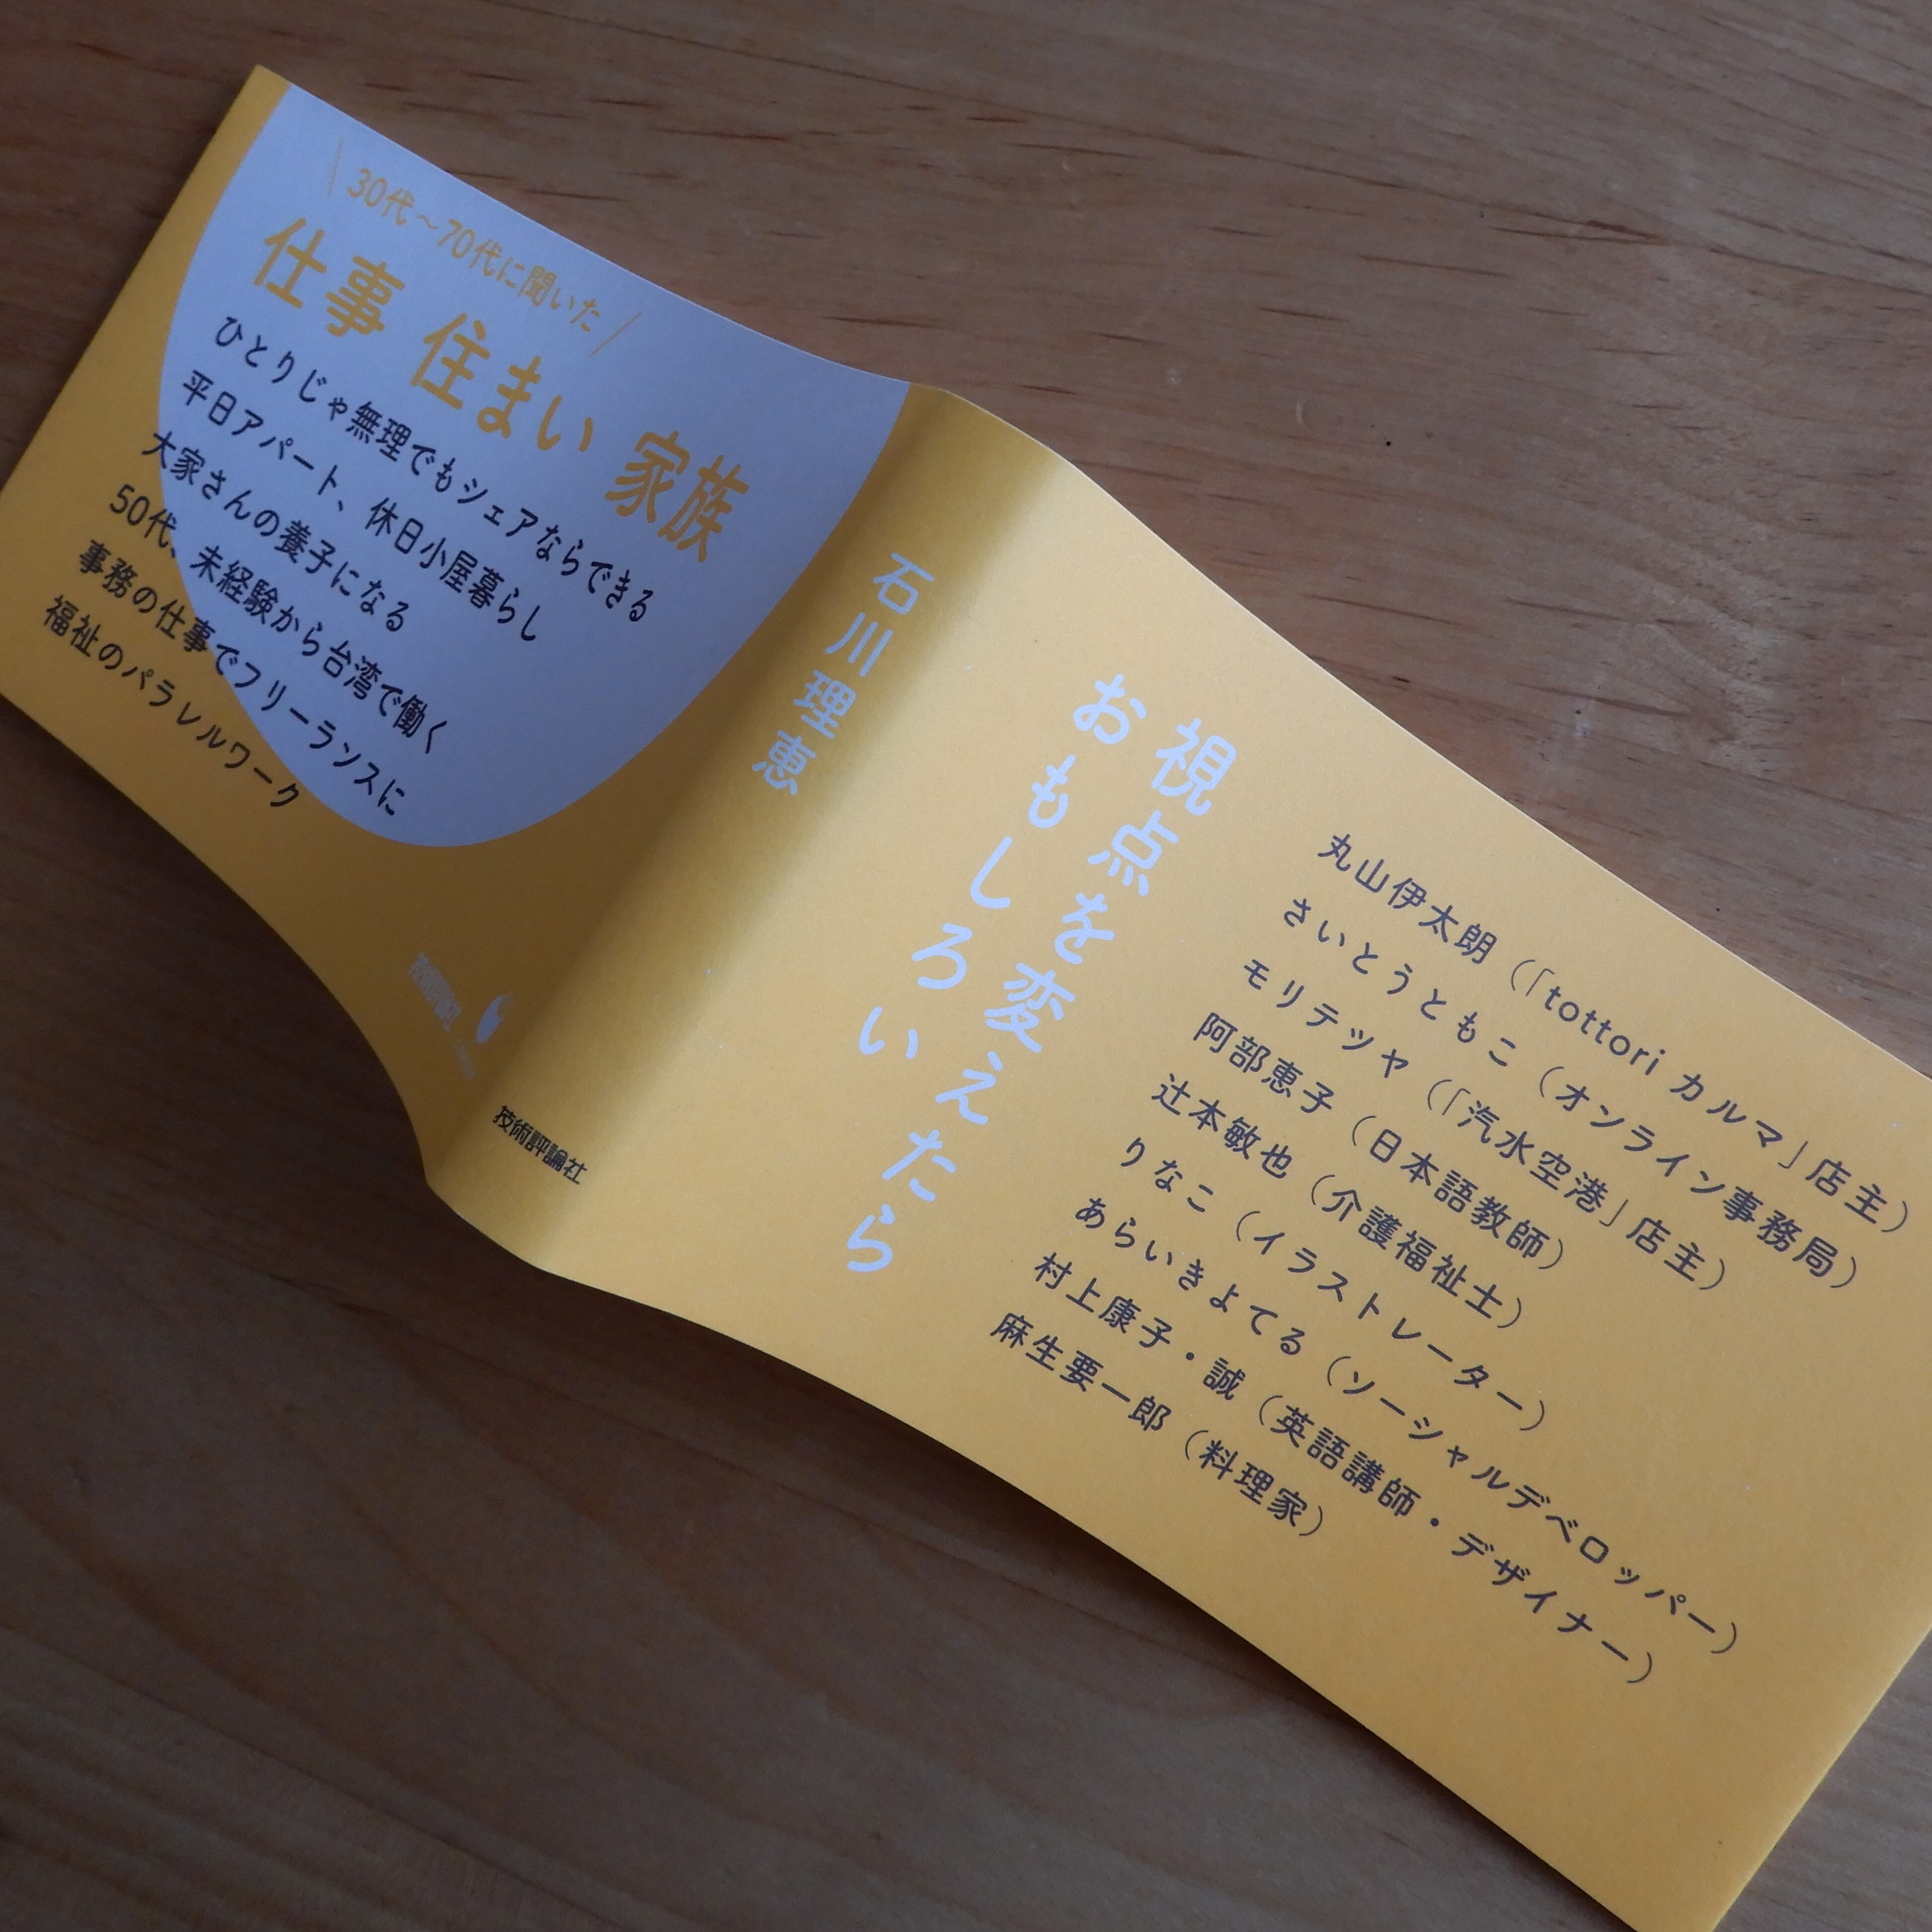 30代~70代に聞いた
仕事 住まい 家族
ひとりじゃ無理でもシェアならできる
平日アパート、休日小屋暮らし
大家さんの養子になる
50代、未経験から台湾で働く
事務の仕事でフリーランスに
福祉のパラレルワーク
技術評論社
石川理恵
技術評論社
視点を変えたら
おもしろい
丸山伊太朗(「tottori カルマ」店主)
さいとうともこ(オンライン事務局)
モリテツヤ(「汽水空港」店主)
阿部恵子(日本語教師)
辻本敏也(介護福祉士)
りなこ(イラストレーター)
あらいきよてる(ソーシャルデベロッパー)
村上康子・誠(英語講師・デザイナー)
麻生要一郎(料理家)